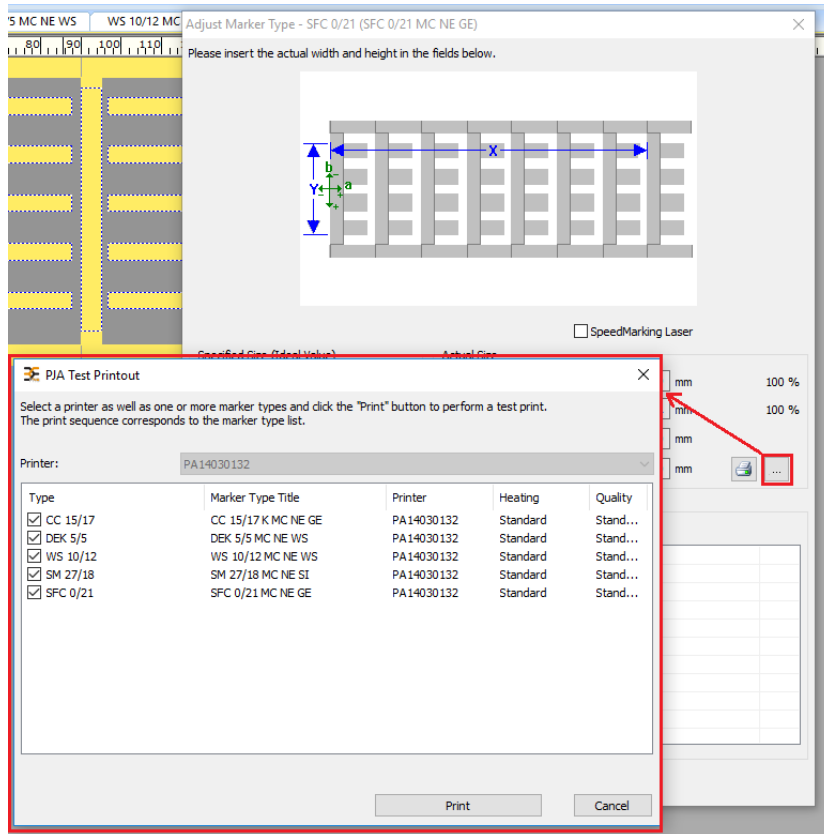 '5 MC NE WS
WS 10/12 MC
80 90 100 110
Adjust Marker Type - SFC 0/21 (SFC 0/21 MC NE GE)
Please insert the actual width and height in the fields below.
X
b
Y
a
SpeedMarking Laser
Specified Size (Ideal Value)
Actual Size
mm
100 %
mm
100 %
mm
mm
...
PJA Test Printout
Select a printer as well as one or more marker types and click the "Print" button to perform a test print.
The print sequence corresponds to the marker type list.
Printer:
PA14030132
Type Marker Type Title Printer Heating Quality
CC 15/17 CC 15/17 K MC NE GE PA14030132 Standard Stand...
DEK 5/5 DEK 5/5 MC NE WS PA14030132 Standard Stand...
WS 10/12 WS 10/12 MC NE WS PA14030132 Standard Stand...
SM 27/18 SM 27/18 MC NE SI PA14030132 Standard Stand...
SFC 0/21 SFC 0/21 MC NE GE PA14030132 Standard Stand...
Print
Cancel